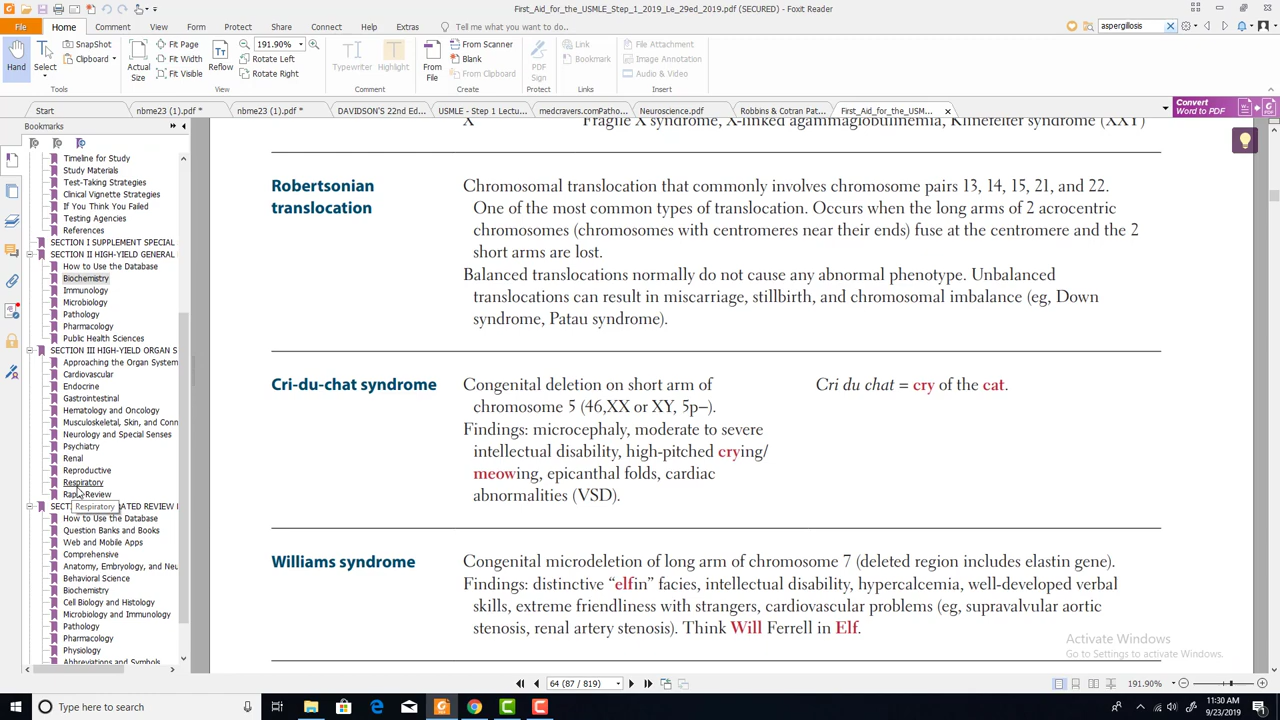 First_Aid_for_the_USMLE_Step_1_2019_Le_29ed_2019.pdf (SECURED) - Foxit Reader
File
Home
Comment
View
Form
Protect
Share
Connect
Help
Extras
Tell me what you want to do...
aspergillosis
Hand
Select
SnapShot
Clipboard
Tools
Actual Size
Fit Page
Fit Width
Fit Visible
Reflow
191.90%
Rotate Left
Rotate Right
View
Typewriter
Highlight
Comment
From File
From Scanner
Blank
From Clipboard
Create
PDF Sign
Protect
Link
Bookmark
Links
File Attachment
Image Annotation
Audio & Video
Insert
Start
nbme23 (1).pdf *
nbme23 (1).pdf *
DAVIDSON'S 22nd Ed...
USMLE - Step 1 Lectu...
medcravers.comPatho...
Neuroscience.pdf
Robbins & Cotran Pat...
First_Aid_for_the_USM...
Convert
Word to PDF
Bookmarks
Timeline for Study
Study Materials
Test-Taking Strategies
Clinical Vignette Strategies
If You Think You Failed
Testing Agencies
References
SECTION I SUPPLEMENT SPECIAL
SECTION II HIGH-YIELD GENERAL
How to Use the Database
Biochemistry
Immunology
Microbiology
Pathology
Pharmacology
Public Health Sciences
SECTION III HIGH-YIELD ORGAN S
Approaching the Organ System
Cardiovascular
Endocrine
Gastrointestinal
Hematology and Oncology
Musculoskeletal, Skin, and Conn
Neurology and Special Senses
Psychiatry
Renal
Reproductive
Respiratory
Rapid Review
Respiratory
How to Use the Database
Question Banks and Books
Web and Mobile Apps
Comprehensive
Anatomy, Embryology, and Neu
Behavioral Science
Biochemistry
Cell Biology and Histology
Microbiology and Immunology
Pathology
Pharmacology
Physiology
Abbreviations and Symbols
X Fragile X syndrome, X-linked agammaglobulinemia, Klinefelter syndrome (XXY)
Robertsonian
translocation
Chromosomal translocation that commonly involves chromosome pairs 13, 14, 15, 21, and 22.
One of the most common types of translocation. Occurs when the long arms of 2 acrocentric
chromosomes (chromosomes with centromeres near their ends) fuse at the centromere and the 2
short arms are lost.
Balanced translocations normally do not cause any abnormal phenotype. Unbalanced
translocations can result in miscarriage, stillbirth, and chromosomal imbalance (eg, Down
syndrome, Patau syndrome).
Cri-du-chat syndrome
Congenital deletion on short arm of
chromosome 5 (46,XX or XY, 5p−).
Findings: microcephaly, moderate to severe
intellectual disability, high-pitched crying/
meowing, epicanthal folds, cardiac
abnormalities (VSD).
Cri du chat = cry of the cat.
Williams syndrome
Congenital microdeletion of long arm of chromosome 7 (deleted region includes elastin gene).
Findings: distinctive “elfin” facies, intellectual disability, hypercalcemia, well-developed verbal
skills, extreme friendliness with strangers, cardiovascular problems (eg, supravalvular aortic
stenosis, renal artery stenosis). Think Will Ferrell in Elf.
Activate Windows
Go to Settings to activate Windows.
64 (87 / 819)
191.90%
Type here to search
11:30 AM
9/23/2019